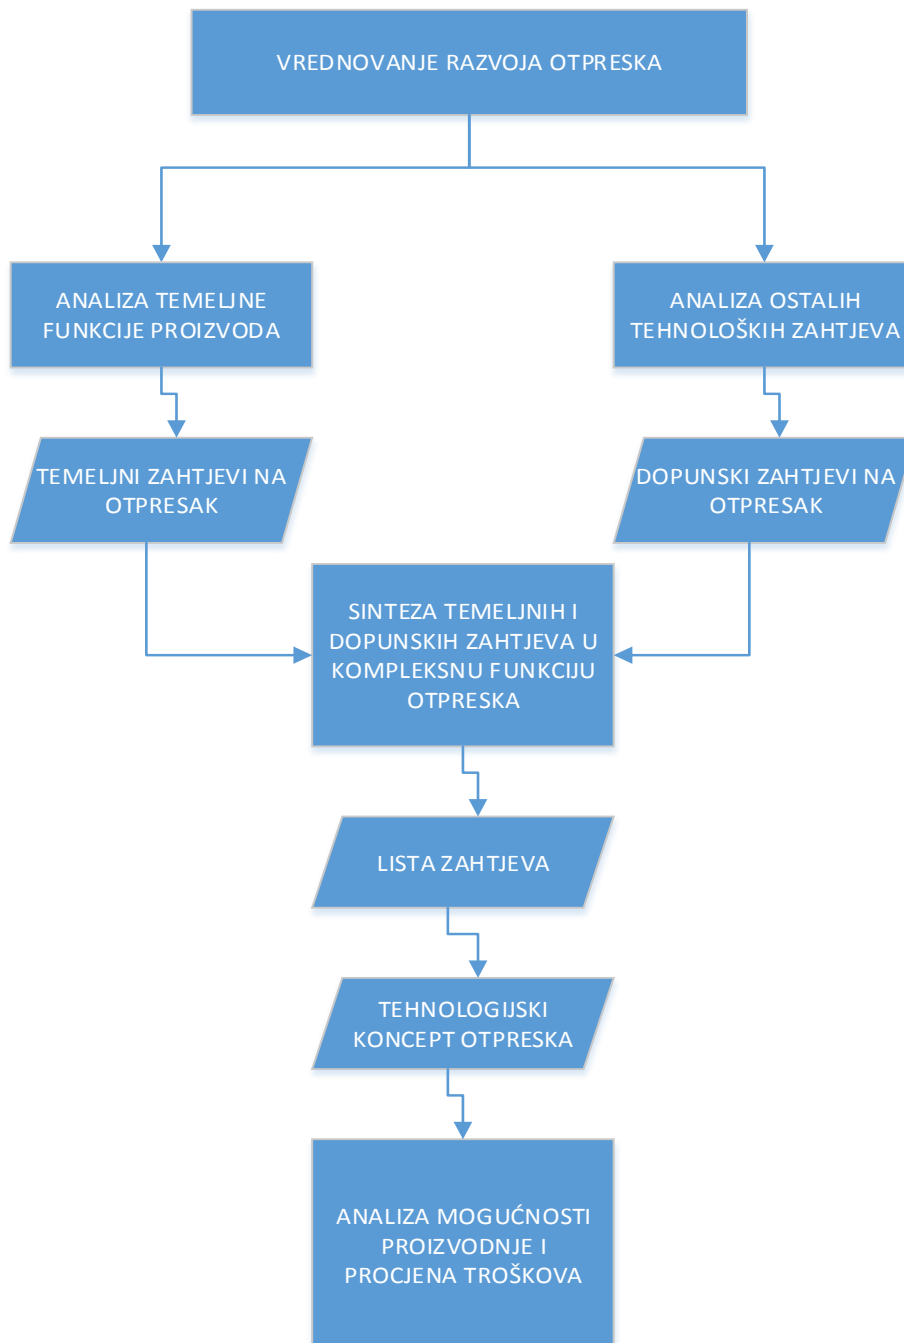 VREDNOVANJE RAZVOJA OTPRESKA
ANALIZA TEMELJNE
FUNKCIJE PROIZVODA
ANALIZA OSTALIH
TEHNOLOŠKIH ZAHTJEVA
TEMELJNI ZAHTJEVI NA
OTPRESAK
DOPUNSKI ZAHTJEVI NA
OTPRESAK
SINTEZA TEMELJNIH I
DOPUNSKIH ZAHTJEVA U
KOMPLEKSNU FUNKCIJU
OTPRESKA
LISTA ZAHTJEVA
TEHNOLOGIJSKI
KONCEPT OTPRESKA
ANALIZA MOGUĆNOSTI
PROIZVODNJE I
PROCJENA TROŠKOVA